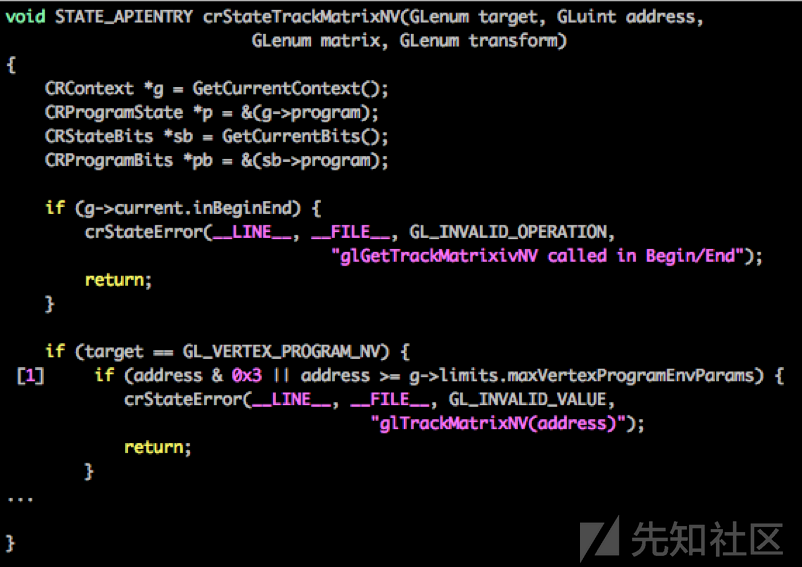 void STATE_APIENTRY crStateTrackMatrixNV(GLenum target, GLuint address,
                         GLenum matrix, GLenum transform)
{
    CRContext *g = GetCurrentContext();
    CRProgramState *p = &(g->program);
    CRStateBits *sb = GetCurrentBits();
    CRProgramBits *pb = &(sb->program);

    if (g->current.inBeginEnd) {
        crStateError(__LINE__, __FILE__, GL_INVALID_OPERATION,
                                 "glGetTrackMatrixivNV called in Begin/End");
        return;
    }

    if (target == GL_VERTEX_PROGRAM_NV) {
 [1]     if (address & 0x3 || address >= g->limits.maxVertexProgramEnvParams) {
            crStateError(__LINE__, __FILE__, GL_INVALID_VALUE,
                                     "glTrackMatrixNV(address)");
            return;
        }
...

}
先知社区